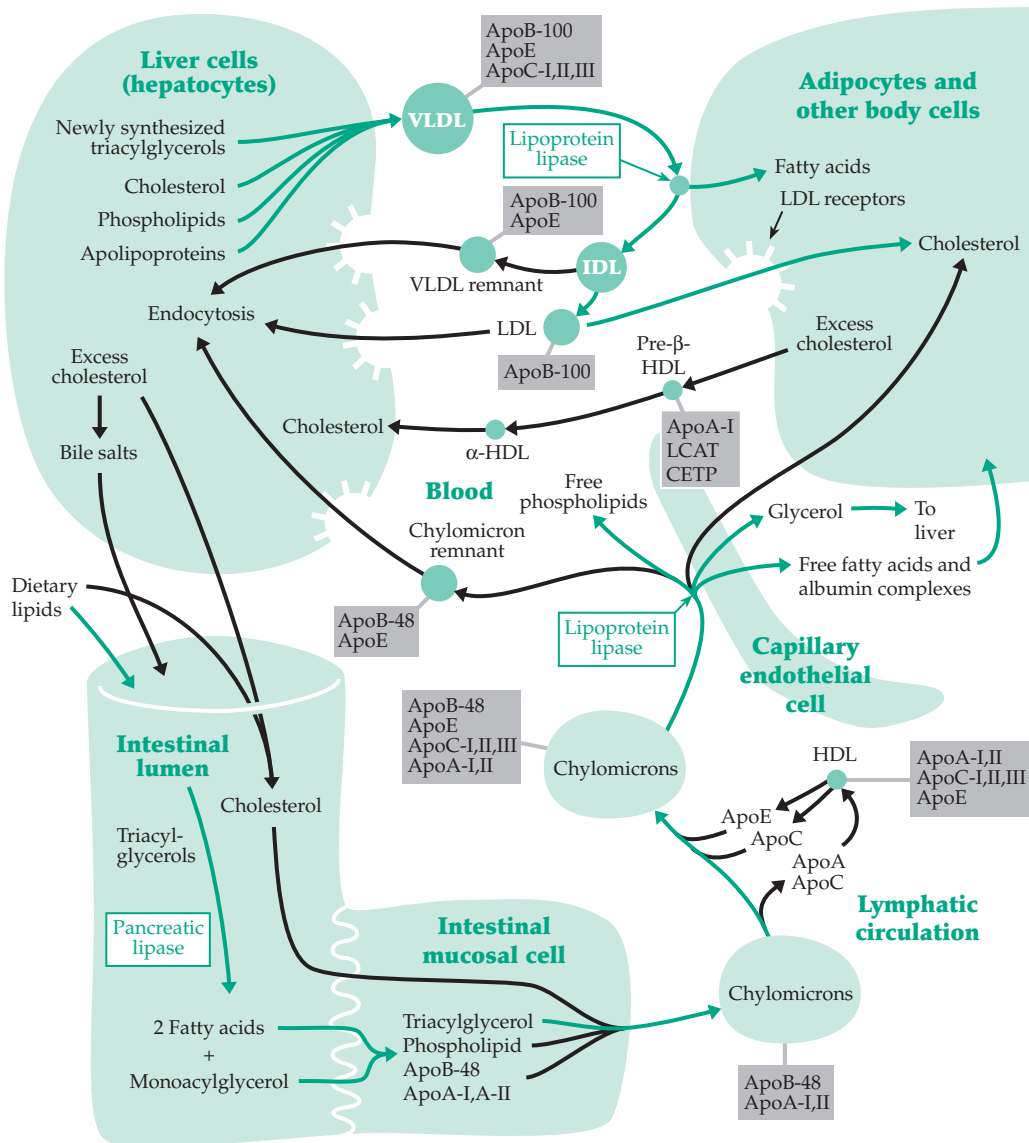 Liver cells
(hepatocytes)
Newly synthesized
triacylglycerols
Cholesterol
Phospholipids
Apolipoproteins
VLDL
ApoB-100
ApoE
ApoC-I,II,III
Lipoprotein
lipase
Adipocytes and
other body cells
Fatty acids
LDL receptors
Cholesterol
ApoB-100
ApoE
VLDL remnant
IDL
Endocytosis
LDL
ApoB-100
Excess
cholesterol
Pre-β-
HDL
Excess
cholesterol
Bile salts
Cholesterol
α-HDL
ApoA-I
LCAT
CETP
Blood
Free
phospholipids
Glycerol
To
liver
Chylomicron
remnant
Free fatty acids and
albumin complexes
Dietary
lipids
ApoB-48
ApoE
Lipoprotein
lipase
Capillary
endothelial
cell
ApoB-48
ApoE
ApoC-I,II,III
ApoA-I,II
Chylomicrons
Intestinal
lumen
Cholesterol
Triacyl-
glycerols
HDL
ApoA-I,II
ApoC-I,II,III
ApoE
ApoE
ApoC
ApoA
ApoC
Lymphatic
circulation
Pancreatic
lipase
Intestinal
mucosal cell
Chylomicrons
2 Fatty acids
+
Monoacylglycerol
Triacylglycerol
Phospholipid
ApoB-48
ApoA-I,A-II
ApoB-48
ApoA-I,II